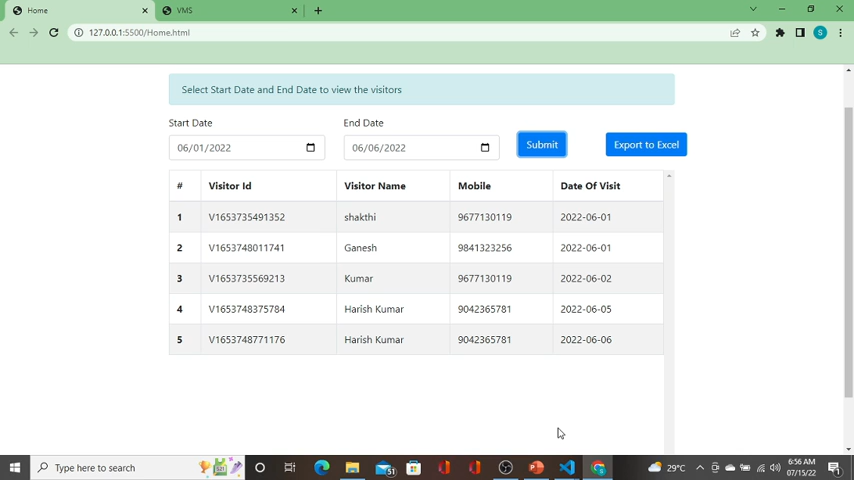 Home
VMS
127.0.0.1:5500/Home.html
S
Select Start Date and End Date to view the visitors
Start Date
End Date
06/01/2022
06/06/2022
Submit
Export to Excel
# Visitor Id Visitor Name Mobile Date Of Visit
1 V1653735491352 shakthi 9677130119 2022-06-01
2 V1653748011741 Ganesh 9841323256 2022-06-01
3 V1653735569213 Kumar 9677130119 2022-06-02
4 V1653748375784 Harish Kumar 9042365781 2022-06-05
5 V1653748771176 Harish Kumar 9042365781 2022-06-06
Type here to search
51
29°C
6:56 AM
07/15/22